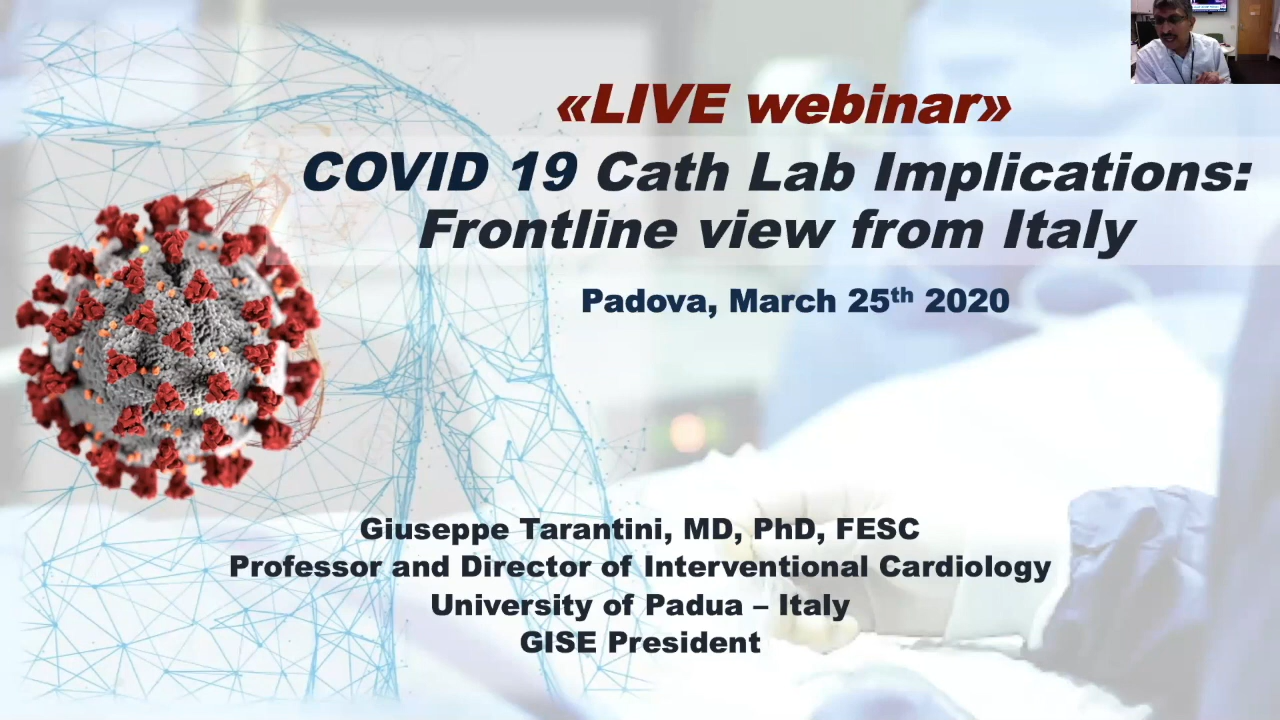 «LIVE webinar»
COVID 19 Cath Lab Implications:
Frontline view from Italy
Padova, March 25th 2020
Giuseppe Tarantini, MD, PhD, FESC
Professor and Director of Interventional Cardiology
University of Padua – Italy
GISE President